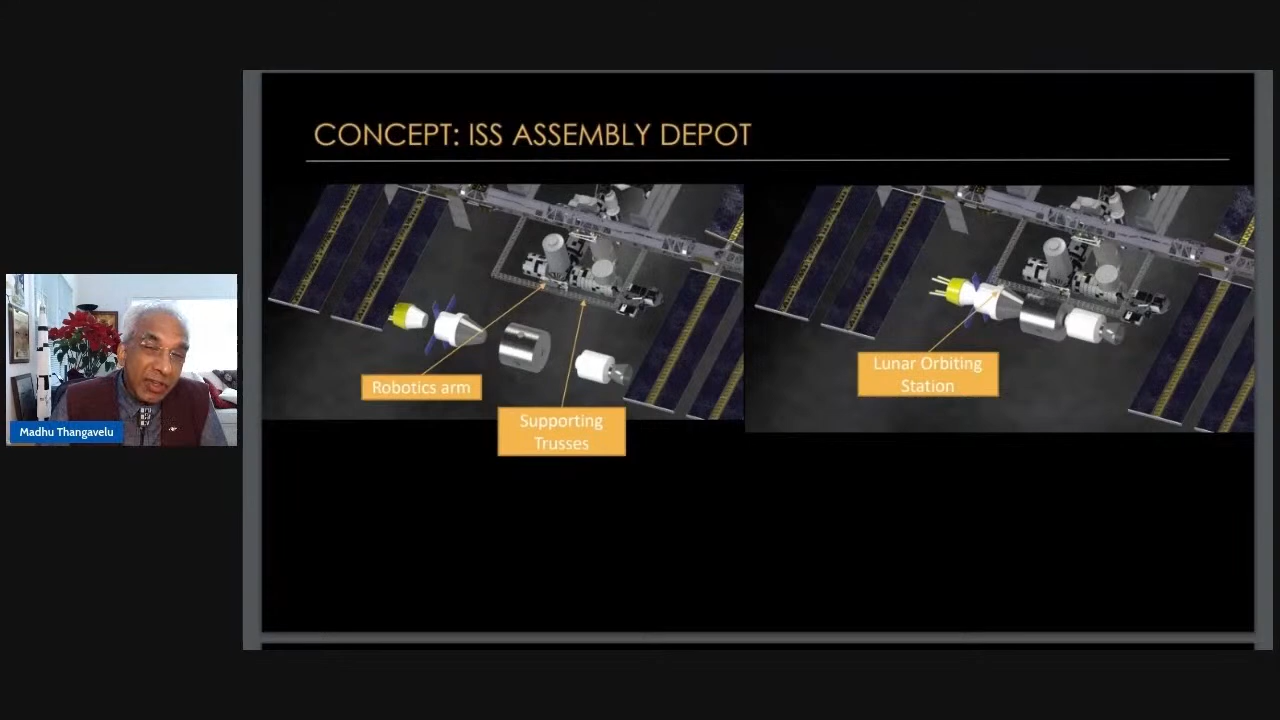 CONCEPT: ISS ASSEMBLY DEPOT
Robotics arm
Supporting
Trusses
Lunar Orbiting
Station
Madhu Thangavelu